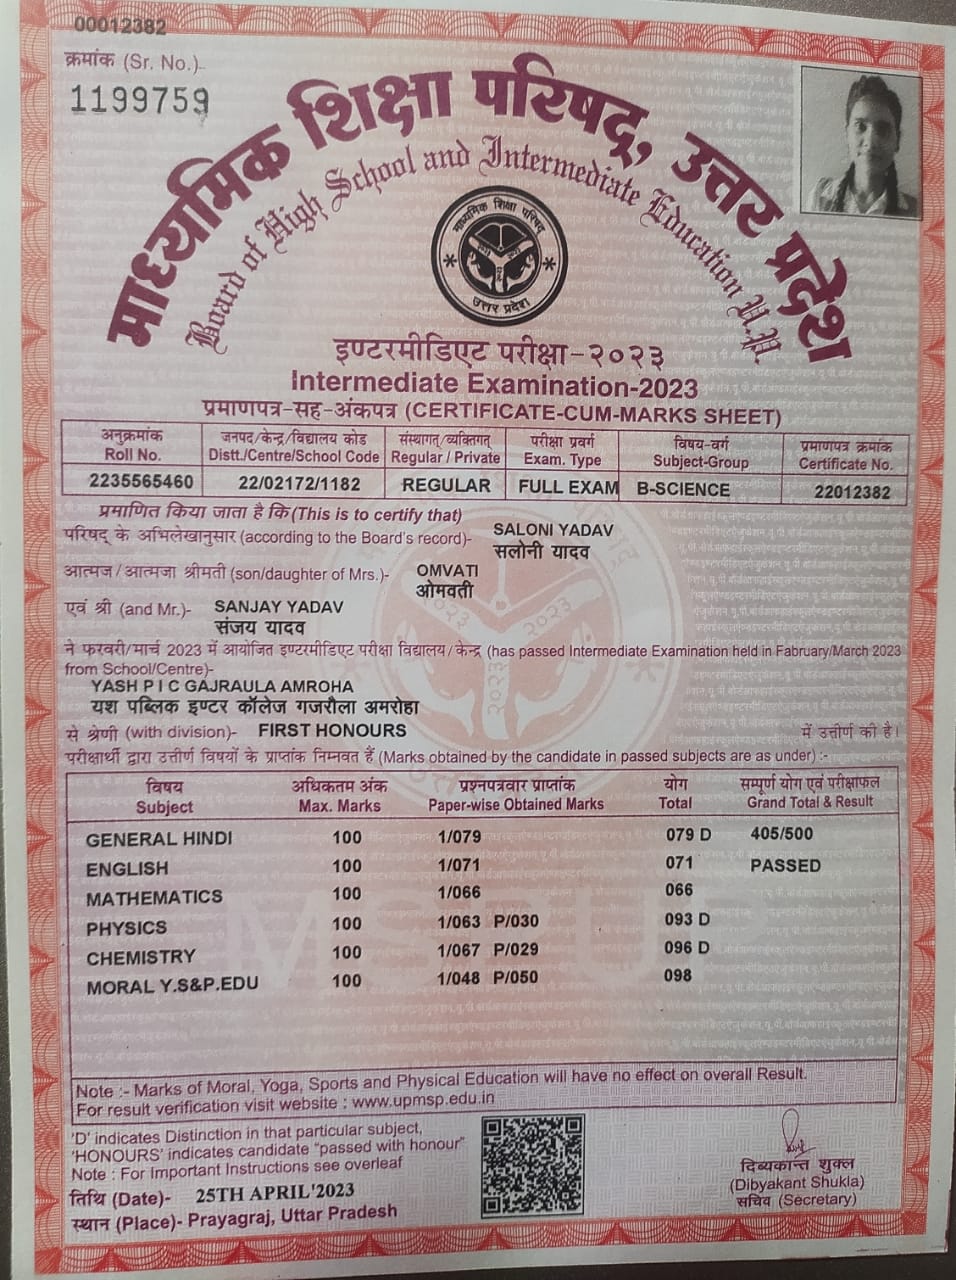 00012382
क्रमांक (Sr. No.)-
1199759
माध्यमिक शिक्षा परिषद्, उत्तर प्रदेश
Board of High School and Intermediate Education U.P.
माध्यमिक शिक्षा परिषद
उत्तर प्रदेश
इण्टरमीडिएट परीक्षा-२०२३
Intermediate Examination-2023
प्रमाणपत्र-सह-अंकपत्र (CERTIFICATE-CUM-MARKS SHEET)
अनुक्रमांक जनपद/केन्द्र/विद्यालय कोड संस्थागत्/व्यक्तिगत् परीक्षा प्रवर्ग विषय-वर्ग प्रमाणपत्र क्रमांक
Roll No. Distt./Centre/School Code Regular / Private Exam. Type Subject-Group Certificate No.
2235565460 22/02172/1182 REGULAR FULL EXAM B-SCIENCE 22012382
प्रमाणित किया जाता है कि (This is to certify that)
परिषद् के अभिलेखानुसार (according to the Board's record)- SALONI YADAV
सलोनी यादव
आत्मज/आत्मजा श्रीमती (son/daughter of Mrs.)- OMVATI
ओमवती
एवं श्री (and Mr.)- SANJAY YADAV
संजय यादव
ने फरवरी/मार्च 2023 में आयोजित इण्टरमीडिएट परीक्षा विद्यालय/केन्द्र (has passed Intermediate Examination held in Fabruary/March 2023
from School/Centre)-
YASH P I C GAJRAULA AMROHA
यश पब्लिक इण्टर कॉलेज गजरौला अमरोहा
से श्रेणी (with division)- FIRST HONOURS में उत्तीर्ण की है।
परीक्षार्थी द्वारा उत्तीर्ण विषयों के प्राप्तांक निम्नवत हैं (Marks obtained by the candidate in passed subjects are as under) :-
विषय अधिकतम अंक प्रश्नपत्रवार प्राप्तांक योग सम्पूर्ण योग एवं परीक्षाफल
Subject Max. Marks Paper-wise Obtained Marks Total Grand Total & Result
GENERAL HINDI 100 1/079 079 D 405/500
ENGLISH 100 1/071 071 PASSED
MATHEMATICS 100 1/066 066
PHYSICS 100 1/063 P/030 093 D
CHEMISTRY 100 1/067 P/029 096 D
MORAL Y.S&P.EDU 100 1/048 P/050 098
Note :- Marks of Moral, Yoga, Sports and Physical Education will have no effect on overall Result.
For result verification visit website : www.upmsp.edu.in
'D' indicates Distinction in that particular subject,
'HONOURS' indicates candidate "passed with honour"
Note : For Important Instructions see overleaf
तिथि (Date)- 25TH APRIL'2023
स्थान (Place)- Prayagraj, Uttar Pradesh
दिब्यकान्त शुक्ल
(Dibyakant Shukla)
सचिव (Secretary)